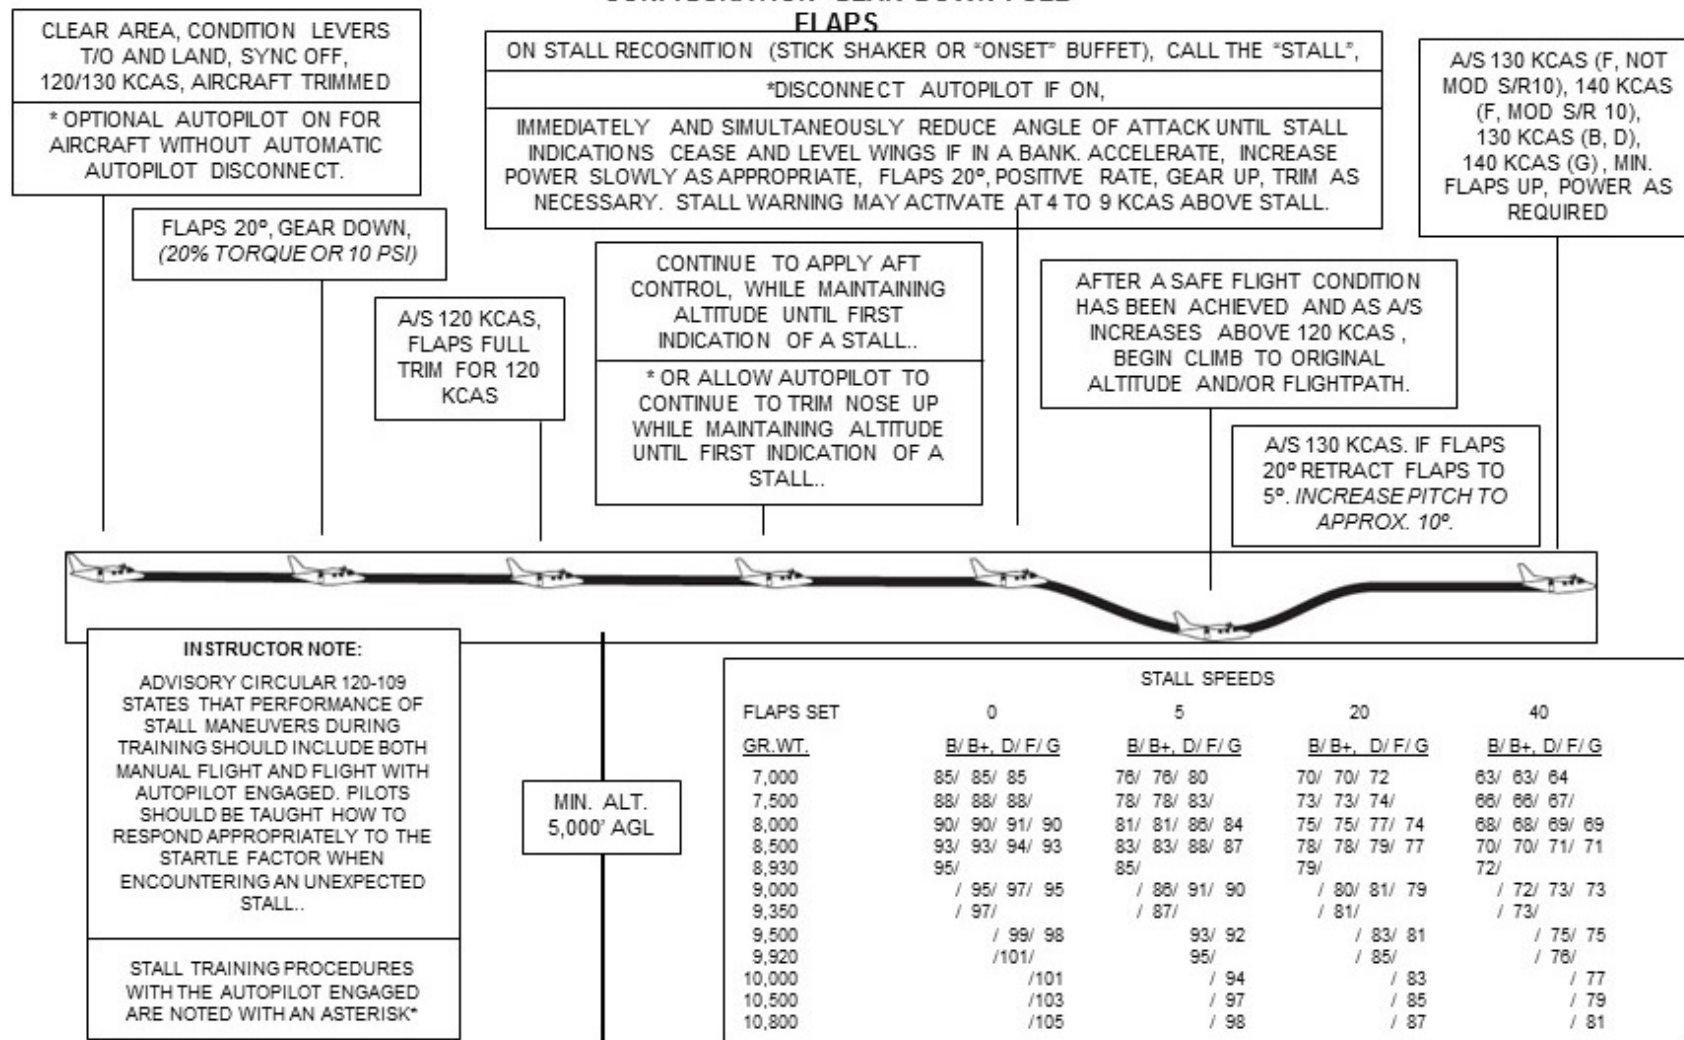 FLAPS
CLEAR AREA, CONDITION LEVERS
T/O AND LAND, SYNC OFF,
120/130 KCAS, AIRCRAFT TRIMMED
* OPTIONAL AUTOPILOT ON FOR
AIRCRAFT WITHOUT AUTOMATIC
AUTOPILOT DISCONNECT.
FLAPS 20º, GEAR DOWN,
(20% TORQUE OR 10 PSI)
A/S 120 KCAS,
FLAPS FULL
TRIM FOR 120
KCAS
ON STALL RECOGNITION (STICK SHAKER OR “ONSET” BUFFET), CALL THE “STALL”,
*DISCONNECT AUTOPILOT IF ON,
IMMEDIATELY AND SIMULTANEOUSLY REDUCE ANGLE OF ATTACK UNTIL STALL
INDICATIONS CEASE AND LEVEL WINGS IF IN A BANK. ACCELERATE, INCREASE
POWER SLOWLY AS APPROPRIATE, FLAPS 20º, POSITIVE RATE, GEAR UP, TRIM AS
NECESSARY. STALL WARNING MAY ACTIVATE AT 4 TO 9 KCAS ABOVE STALL.
CONTINUE TO APPLY AFT
CONTROL, WHILE MAINTAINING
ALTITUDE UNTIL FIRST
INDICATION OF A STALL..
* OR ALLOW AUTOPILOT TO
CONTINUE TO TRIM NOSE UP
WHILE MAINTAINING ALTITUDE
UNTIL FIRST INDICATION OF A
STALL..
AFTER A SAFE FLIGHT CONDITION
HAS BEEN ACHIEVED AND AS A/S
INCREASES ABOVE 120 KCAS ,
BEGIN CLIMB TO ORIGINAL
ALTITUDE AND/OR FLIGHTPATH.
A/S 130 KCAS. IF FLAPS
20º RETRACT FLAPS TO
5º. INCREASE PITCH TO
APPROX. 10º.
A/S 130 KCAS (F, NOT
MOD S/R10), 140 KCAS
(F, MOD S/R 10),
130 KCAS (B, D),
140 KCAS (G) , MIN.
FLAPS UP, POWER AS
REQUIRED
INSTRUCTOR NOTE:
ADVISORY CIRCULAR 120-109
STATES THAT PERFORMANCE OF
STALL MANEUVERS DURING
TRAINING SHOULD INCLUDE BOTH
MANUAL FLIGHT AND FLIGHT WITH
AUTOPILOT ENGAGED. PILOTS
SHOULD BE TAUGHT HOW TO
RESPOND APPROPRIATELY TO THE
STARTLE FACTOR WHEN
ENCOUNTERING AN UNEXPECTED
STALL..
STALL TRAINING PROCEDURES
WITH THE AUTOPILOT ENGAGED
ARE NOTED WITH AN ASTERISK*
MIN. ALT.
5,000’ AGL
STALL SPEEDS
FLAPS SET 0 5 20 40
GR.WT. B/ B+, D/ F/ G B/ B+, D/ F/ G B/ B+, D/ F/ G B/ B+, D/ F/ G
7,000 85/ 85/ 85 76/ 76/ 80 70/ 70/ 72 63/ 63/ 64
7,500 88/ 88/ 88/ 78/ 78/ 83/ 73/ 73/ 74/ 66/ 66/ 67/
8,000 90/ 90/ 91/ 90 81/ 81/ 86/ 84 75/ 75/ 77/ 74 68/ 68/ 69/ 69
8,500 93/ 93/ 94/ 93 83/ 83/ 88/ 87 78/ 78/ 79/ 77 70/ 70/ 71/ 71
8,930 95/ 85/ 79/ 72/
9,000 / 95/ 97/ 95 / 86/ 91/ 90 / 80/ 81/ 79 / 72/ 73/ 73
9,350 / 97/ / 87/ / 81/ / 73/
9,500 / 99/ 98 93/ 92 / 83/ 81 / 75/ 75
9,920 /101/ 95/ / 85/ / 76/
10,000 /101 / 94 / 83 / 77
10,500 /103 / 97 / 85 / 79
10,800 /105 / 98 / 87 / 81